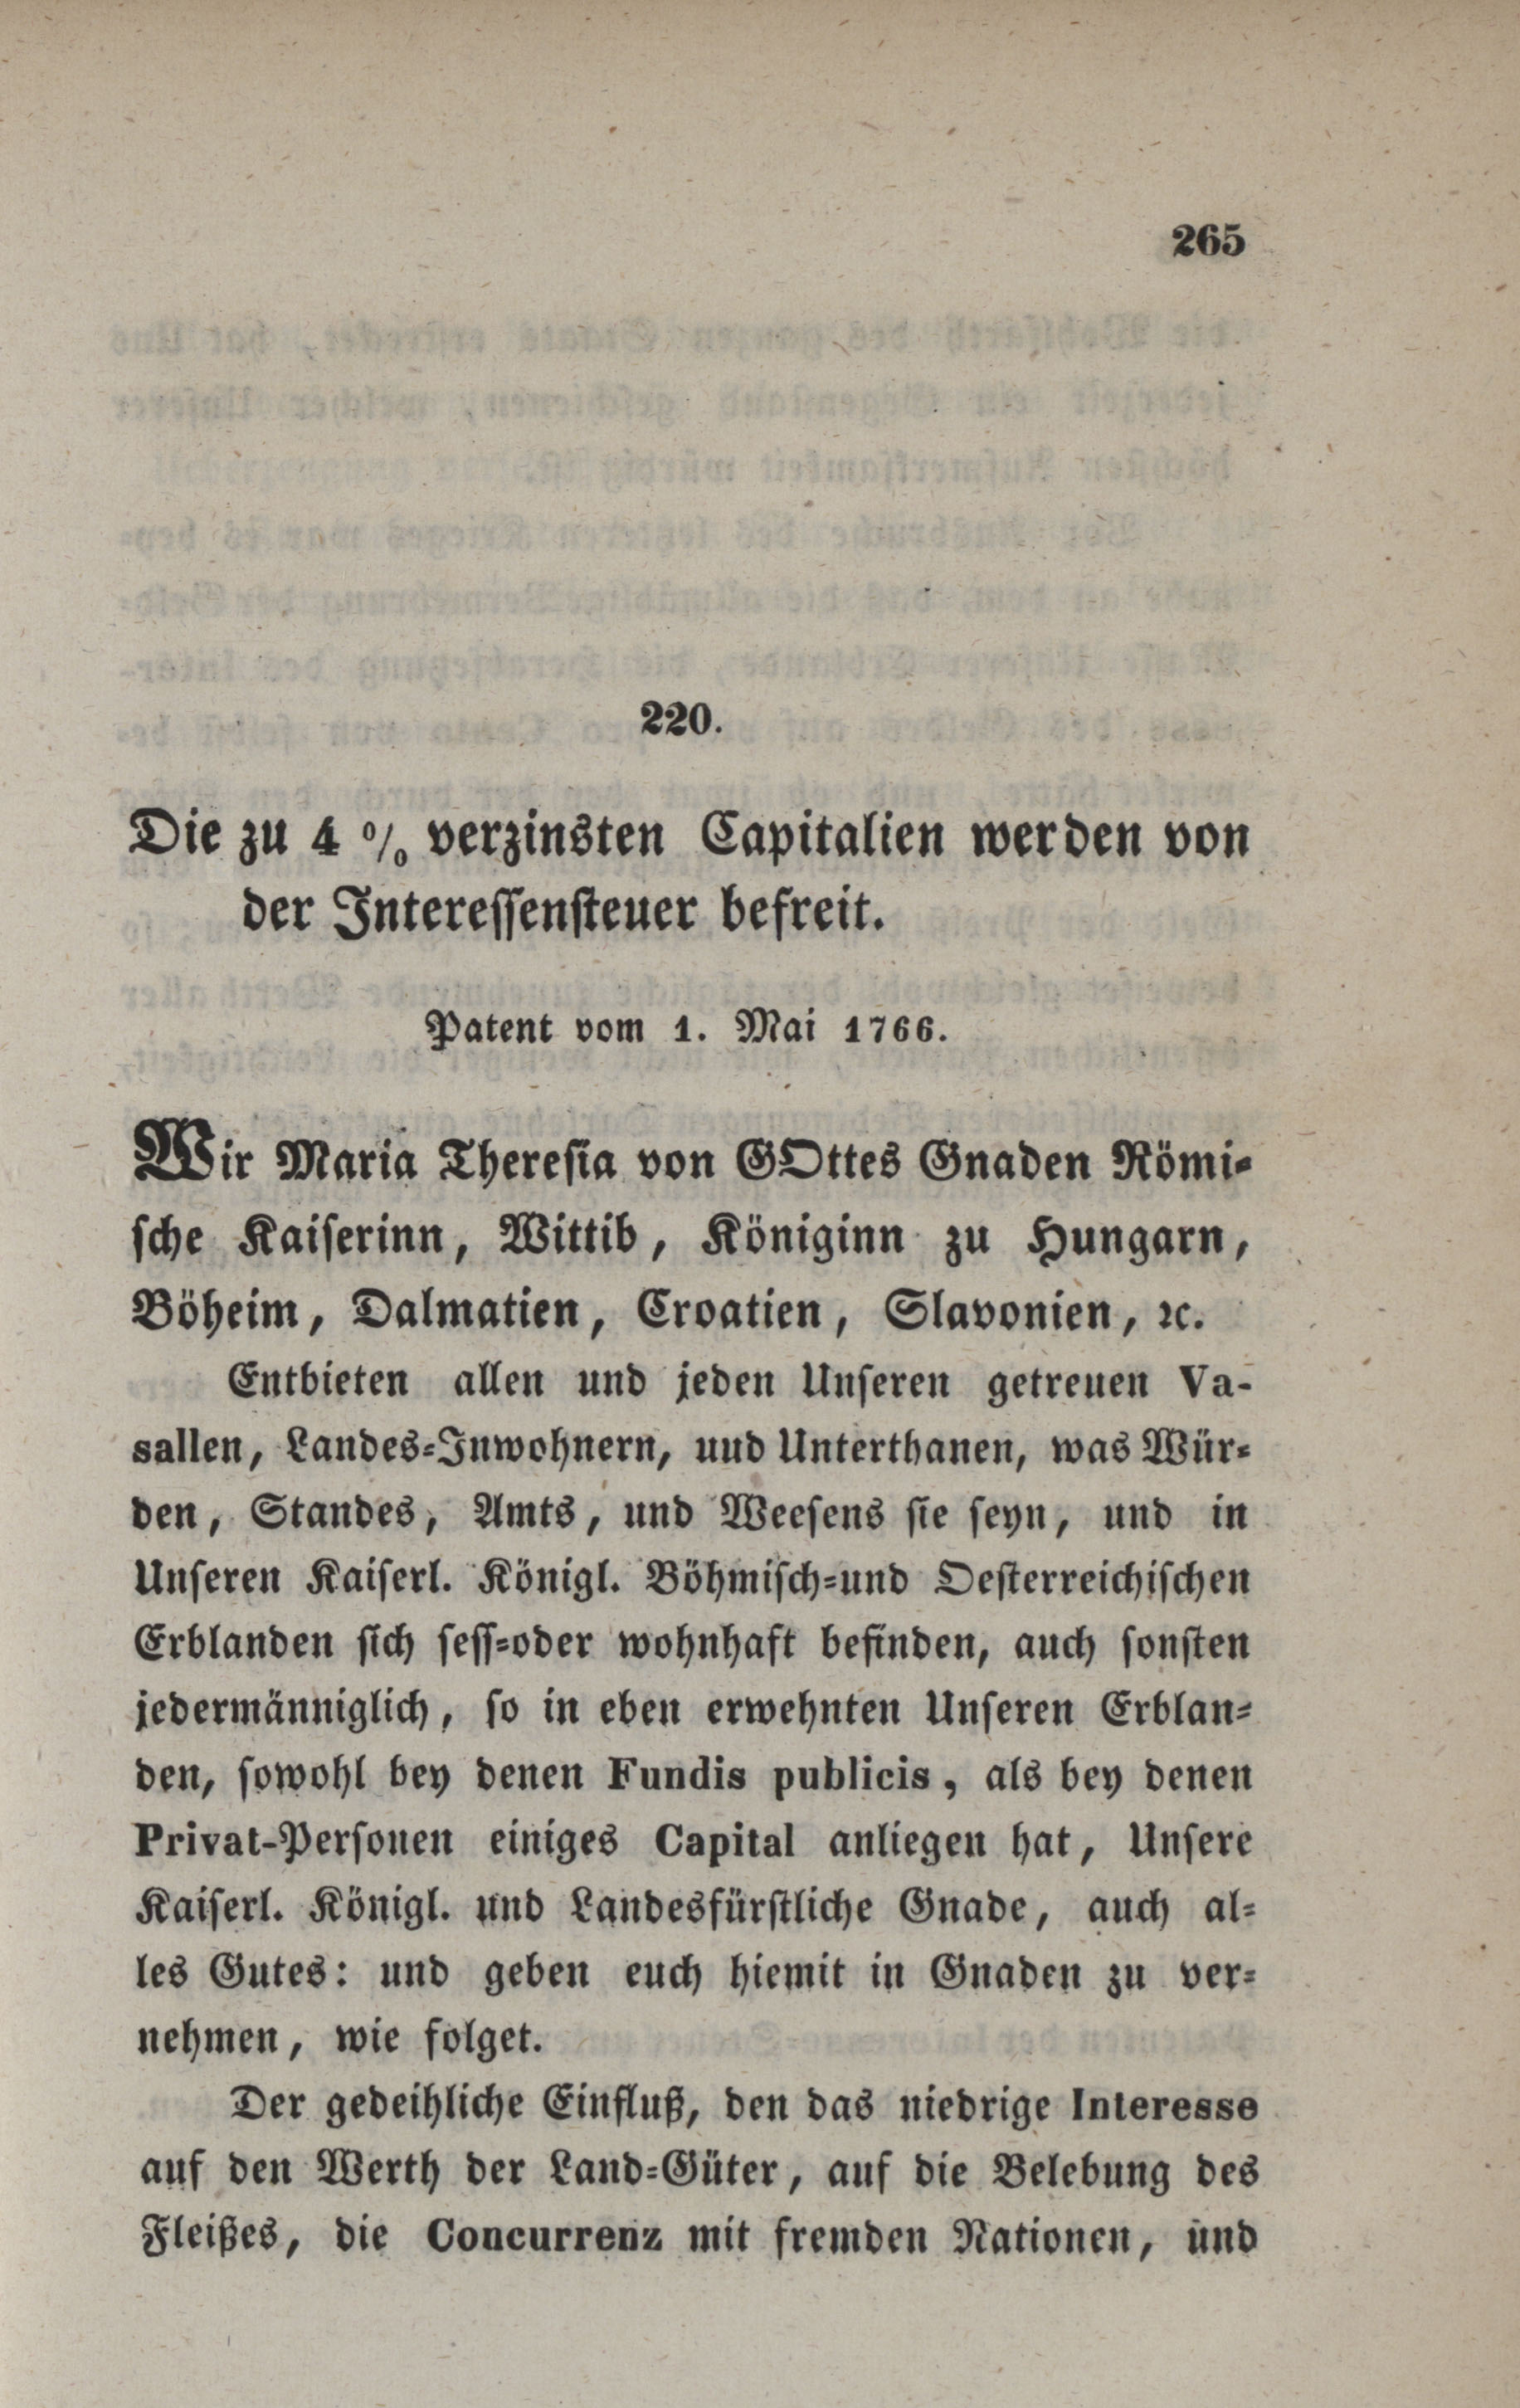 265
220.
Die zu 4 % verzinsten Capitalien werden von
der Interessensteuer befreit.
Patent vom 1. Mai 1766.
Wir Maria Theresia von GOttes Gnaden Römi-
sche Kaiserinn, Wittib, Königinn zu Hungarn,
Böheim, Dalmatien, Croatien, Slavonien, ꝛc.
Entbieten allen und jeden Unseren getreuen Va-
sallen, Landes-Inwohnern, und Unterthanen, was Wür-
den, Standes, Amts, und Weesens sie seyn, und in
Unseren Kaiserl. Königl. Böhmisch-und Oesterreichischen
Erblanden sich sess-oder wohnhaft befinden, auch sonsten
jedermänniglich, so in eben erwehnten Unseren Erblan-
den, sowohl bey denen Fundis publicis, als bey denen
Privat-Personen einiges Capital anliegen hat, Unsere
Kaiserl. Königl. und Landesfürstliche Gnade, auch al-
les Gutes: und geben euch hiemit in Gnaden zu ver-
nehmen, wie folget.
Der gedeihliche Einfluß, den das niedrige Interesse
auf den Werth der Land-Güter, auf die Belebung des
Fleißes, die Concurrenz mit fremden Nationen, und